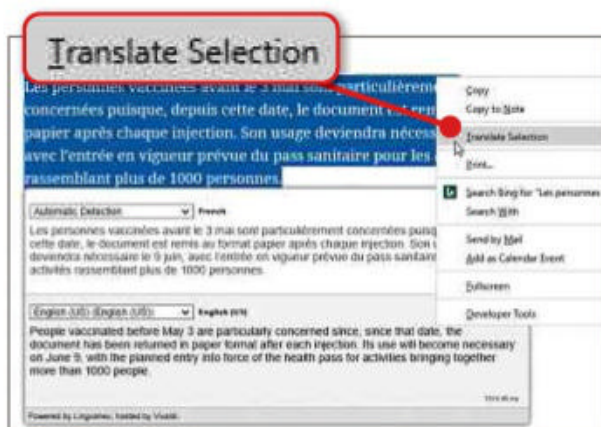 Translate Selection
Les personnes vaccinées avant le 3 mai sont particulièreme
concernées puisque, depuis cette date, le document est rem
papier après chaque injection. Son usage deviendra nécess
avec l'entrée en vigueur prévue du pass sanitaire pour les
rassemblant plus de 1000 personnes.
Copy
Copy to Note
Translate Selection
Print...
Search Bing for "Les personnes
Search With
Send by Mail
Add as Calendar Event
Fullscreen
Developer Tools
Automatic Detection French
Les personnes vaccinées avant le 3 mai sont particulièrement concernées puisq
cette date, le document est remis au format papier après chaque injection. Son
deviendra nécessaire le 9 juin, avec l'entrée en vigueur prévue du pass sanitaire
activités rassemblant plus de 1000 personnes.
English (US) (English (US)) English (US)
People vaccinated before May 3 are particularly concerned since, since that date, the
document has been returned in paper format after each injection. Its use will become necessary
on June 9, with the planned entry into force of the health pass for activities bringing together
more than 1000 people.
Powered by Lingvanex, hosted by Vivaldi.